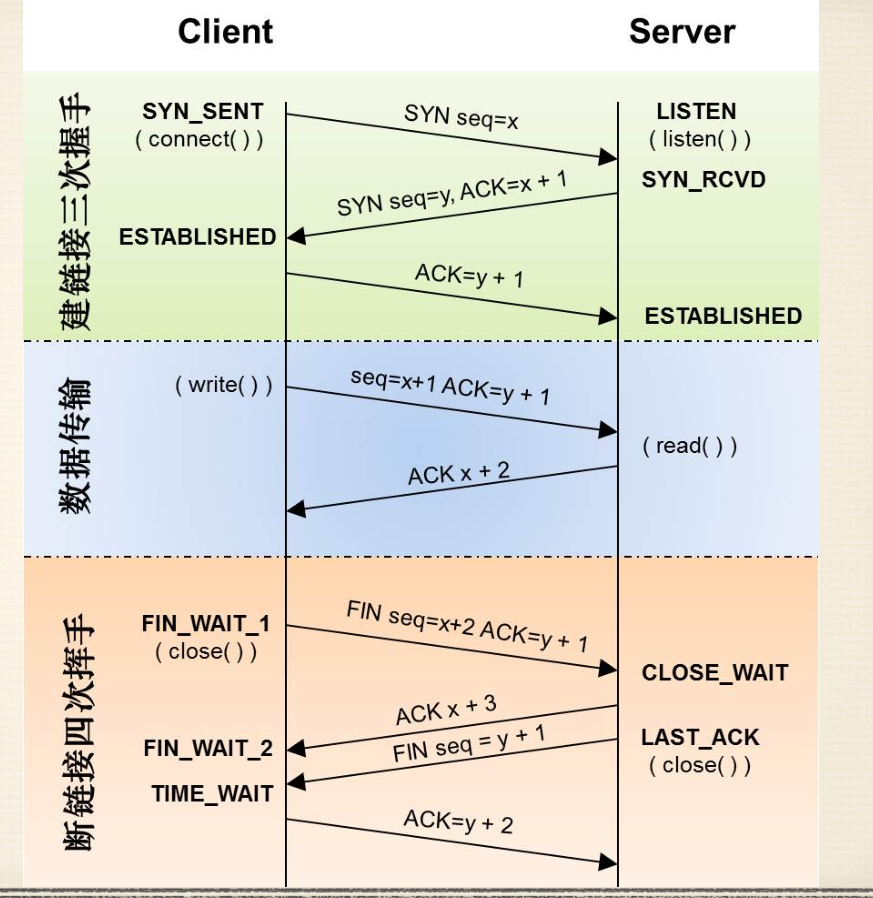 Client
Server
建链接三次握手
SYN_SENT
( connect( ) )
SYN seq=x
LISTEN
( listen( ) )
SYN_RCVD
SYN seq=y, ACK=x + 1
ESTABLISHED
ACK=y + 1
ESTABLISHED
数据传输
( write( ) )
seq=x+1 ACK=y + 1
( read( ) )
ACK x + 2
断链接四次挥手
FIN_WAIT_1
( close( ) )
FIN seq=x+2 ACK=y + 1
CLOSE_WAIT
ACK x + 3
FIN_WAIT_2
FIN seq = y + 1
LAST_ACK
( close( ) )
TIME_WAIT
ACK=y + 2